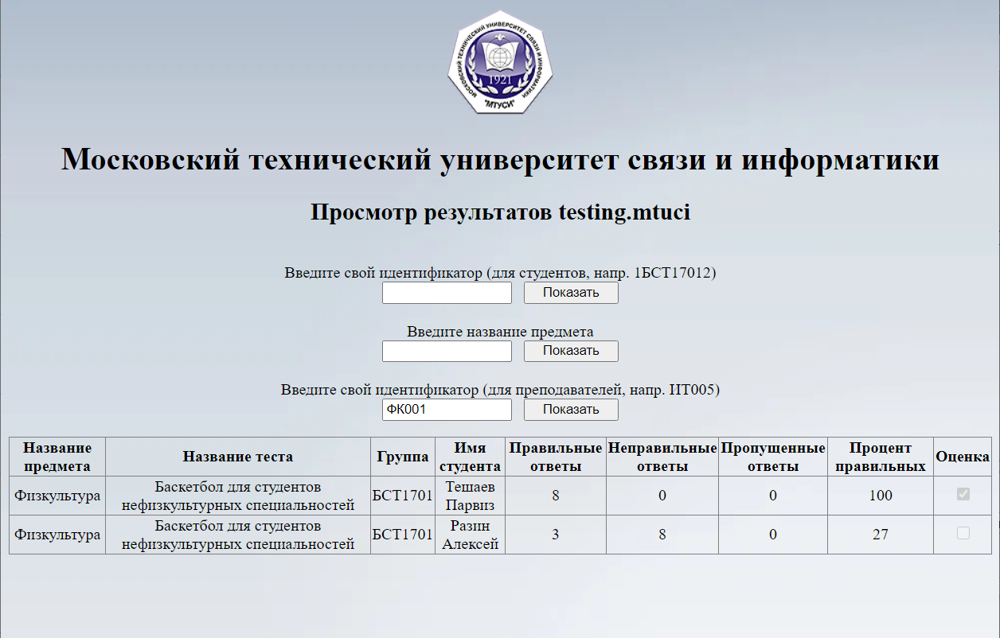 МОСКОВСКИЙ ТЕХНИЧЕСКИЙ УНИВЕРСИТЕТ СВЯЗИ И ИНФОРМАТИКИ
1921
"МТУСИ"
Московский технический университет связи и информатики
Просмотр результатов testing.mtuci
Введите свой идентификатор (для студентов, напр. 1БСТ17012)
Показать
Введите название предмета
Показать
Введите свой идентификатор (для преподавателей, напр. ИТ005)
ФК001 Показать
Название предмета Название теста Группа Имя студента Правильные ответы Неправильные ответы Пропущенные ответы Процент правильных Оценка
Физкультура Баскетбол для студентов нефизкультурных специальностей БСТ1701 Тешаев Парвиз 8 0 0 100
Физкультура Баскетбол для студентов нефизкультурных специальностей БСТ1701 Разин Алексей 3 8 0 27